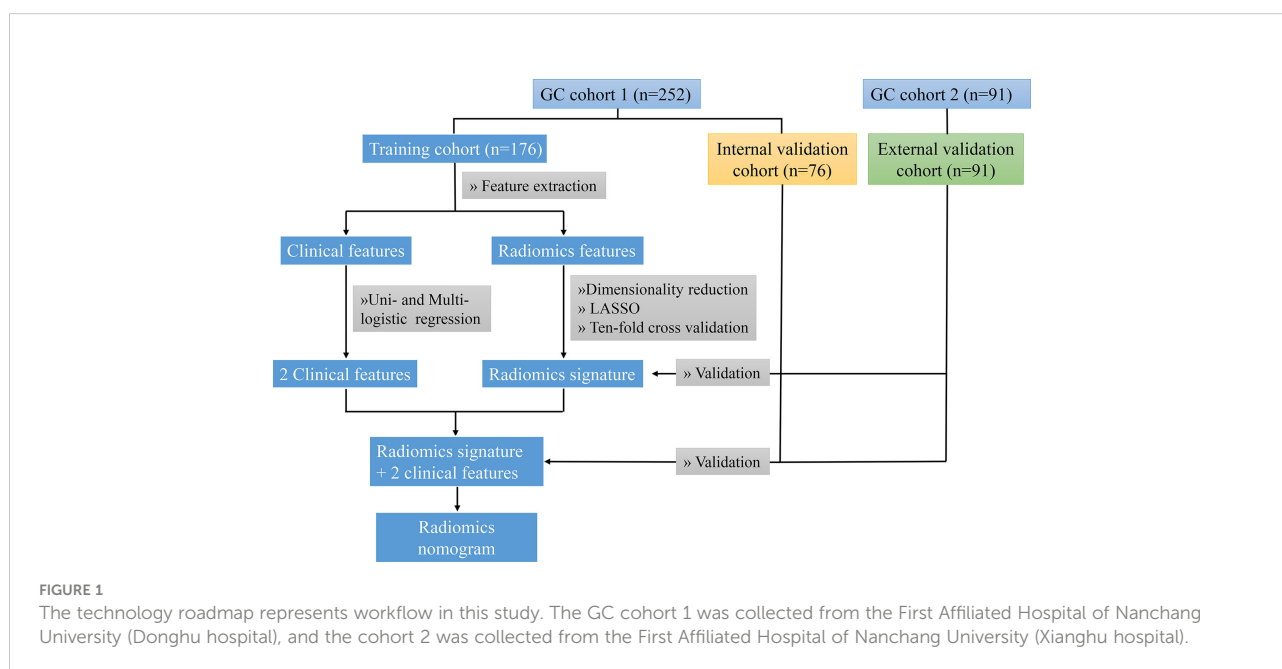 GC cohort 1 (n=252)
GC cohort 2 (n=91)
Training cohort (n=176)
Internal validation
cohort (n=76)
External validation
cohort (n=91)
» Feature extraction
Clinical features
Radiomics features
»Uni- and Multi-
logistic regression
»Dimensionality reduction
» LASSO
» Ten-fold cross validation
2 Clinical features
Radiomics signature
» Validation
Radiomics signature
+ 2 clinical features
» Validation
Radiomics
nomogram
FIGURE 1
The technology roadmap represents workflow in this study. The GC cohort 1 was collected from the First Affiliated Hospital of Nanchang
University (Donghu hospital), and the cohort 2 was collected from the First Affiliated Hospital of Nanchang University (Xianghu hospital).